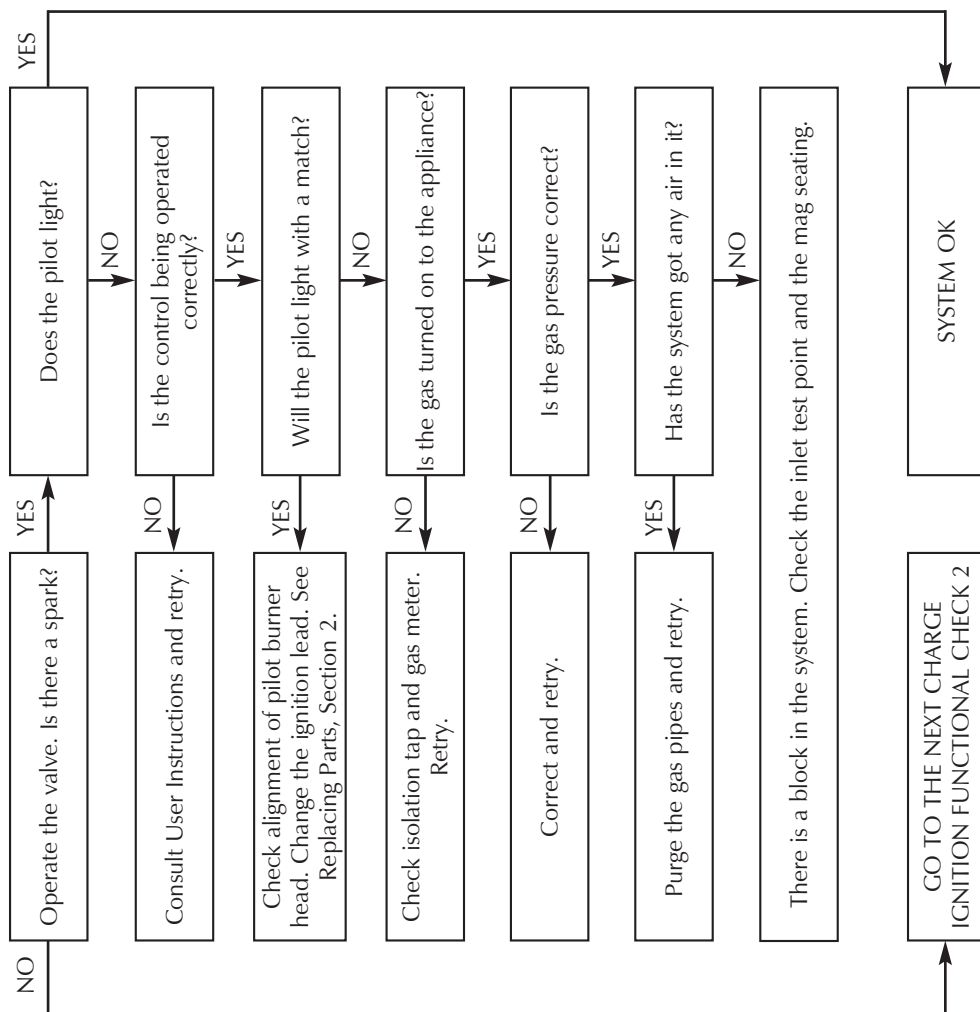 NO
Operate the valve. Is there a spark?
YES
Does the pilot light?
YES
NO
Consult User Instructions and retry.
NO
Is the control being operated
correctly?
YES
Check alignment of pilot burner
head. Change the ignition lead. See
Replacing Parts, Section 2.
YES
Will the pilot light with a match?
NO
Check isolation tap and gas meter.
Retry.
NO
Is the gas turned on to the appliance?
YES
Correct and retry.
NO
Is the gas pressure correct?
YES
Purge the gas pipes and retry.
YES
Has the system got any air in it?
NO
There is a block in the system. Check the inlet test point and the mag seating.
GO TO THE NEXT CHARGE
IGNITION FUNCTIONAL CHECK 2
SYSTEM OK